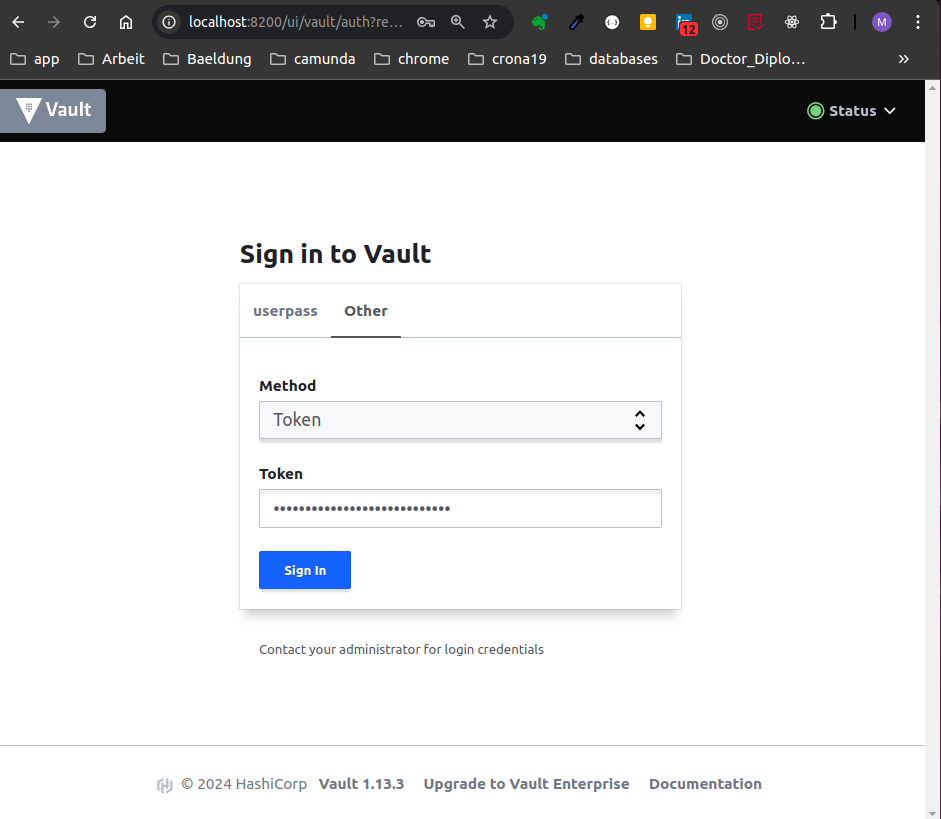 localhost:8200/ui/vault/auth?re...
12
M
app Arbeit Baeldung camunda chrome crona19 databases Doctor_Diplo... »
Vault Status
Sign in to Vault
userpass Other
Method
Token
Token
••••••••••••••••••••••••••••
Sign In
Contact your administrator for login credentials
© 2024 HashiCorp Vault 1.13.3 Upgrade to Vault Enterprise Documentation